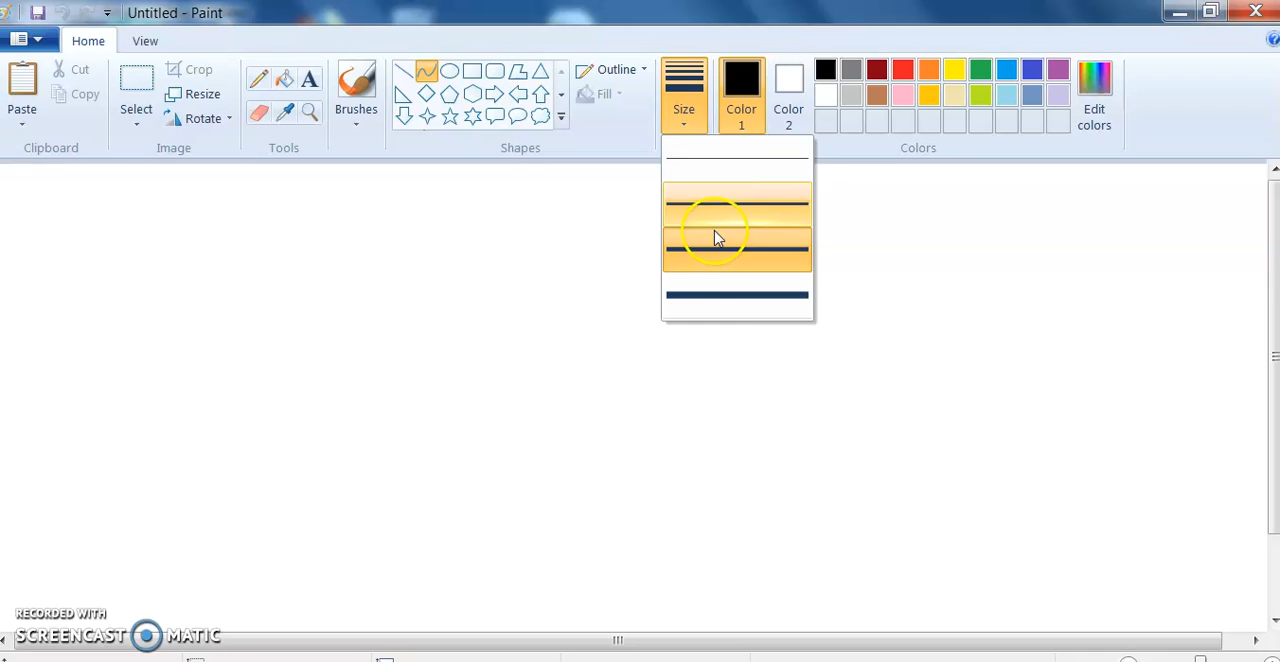 Untitled - Paint
Home View
Paste
Cut
Copy
Clipboard
Select
Crop
Resize
Rotate
Image
A
Tools
Brushes
Shapes
Outline
Fill
Size
Color 1
Color 2
Edit colors
Colors
RECORDED WITH
SCREENCAST MATIC